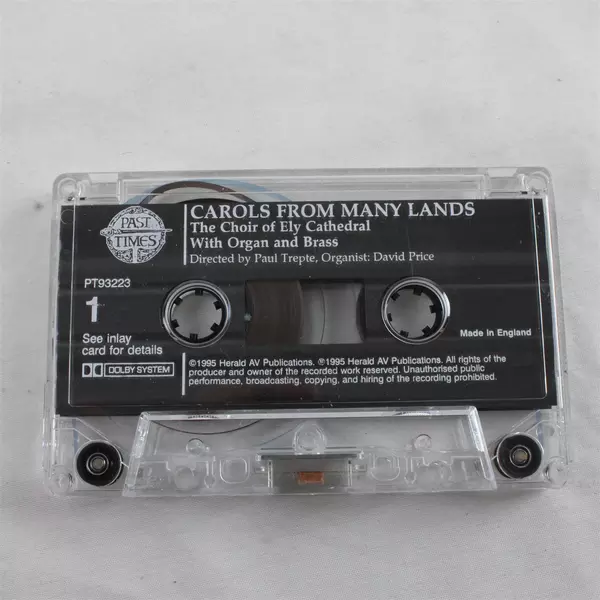 PAST TIMES
CAROLS FROM MANY LANDS
The Choir of Ely Cathedral
With Organ and Brass
Directed by Paul Trepte, Organist: David Price
PT93223
1
See inlay
card for details
DOLBY SYSTEM
Made in England
©1995 Herald AV Publications. ℗1995 Herald AV Publications. All rights of the
producer and owner of the recorded work reserved. Unauthorised public
performance, broadcasting, copying, and hiring of the recording prohibited.